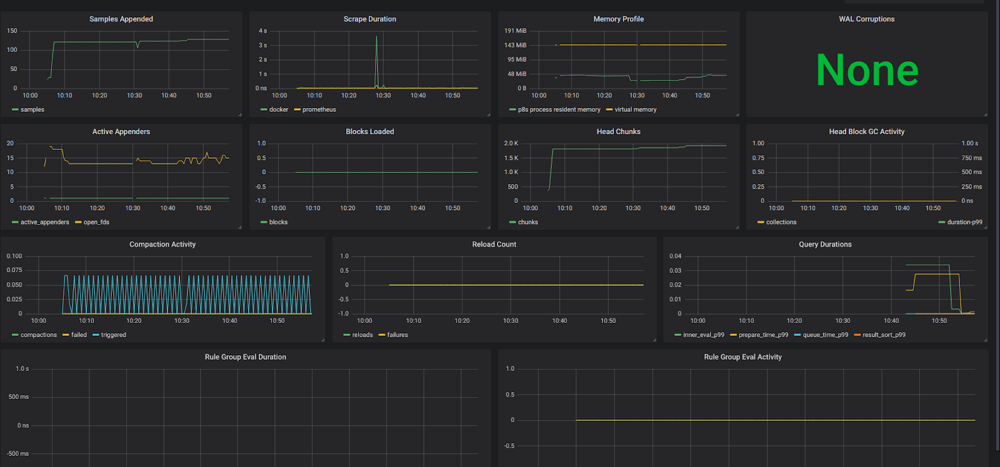 Samples Appended
150
100
50
0
10:00 10:10 10:20 10:30 10:40 10:50
samples
Scrape Duration
4 s
3 s
2 s
1 s
0 ns
10:00 10:10 10:20 10:30 10:40 10:50
docker prometheus
Memory Profile
191 MiB
143 MiB
95 MiB
48 MiB
0 B
10:00 10:10 10:20 10:30 10:40 10:50
p8s process resident memory virtual memory
WAL Corruptions
None
Active Appenders
20
15
10
5
0
10:00 10:10 10:20 10:30 10:40 10:50
active_appenders open_fds
Blocks Loaded
1.0
0.5
0
-0.5
-1.0
10:00 10:10 10:20 10:30 10:40 10:50
blocks
Head Chunks
2.0 K
1.5 K
1.0 K
500
0
10:00 10:10 10:20 10:30 10:40 10:50
chunks
Head Block GC Activity
1.00 1.00 s
0.75 750 ms
0.50 500 ms
0.25 250 ms
0 0 ns
10:00 10:10 10:20 10:30 10:40 10:50
collections duration-p99
Compaction Activity
0.100
0.075
0.050
0.025
0
10:00 10:10 10:20 10:30 10:40 10:50
compactions failed triggered
Reload Count
1.0
0.5
0
-0.5
-1.0
10:00 10:10 10:20 10:30 10:40 10:50
reloads failures
Query Durations
0.04
0.03
0.02
0.01
0
10:00 10:10 10:20 10:30 10:40 10:50
inner_eval_p99 prepare_time_p99 queue_time_p99 result_sort_p99
Rule Group Eval Duration
1.0 s
500 ms
0 ns
-500 ms
Rule Group Eval Activity
1.0
0.5
0
-0.5